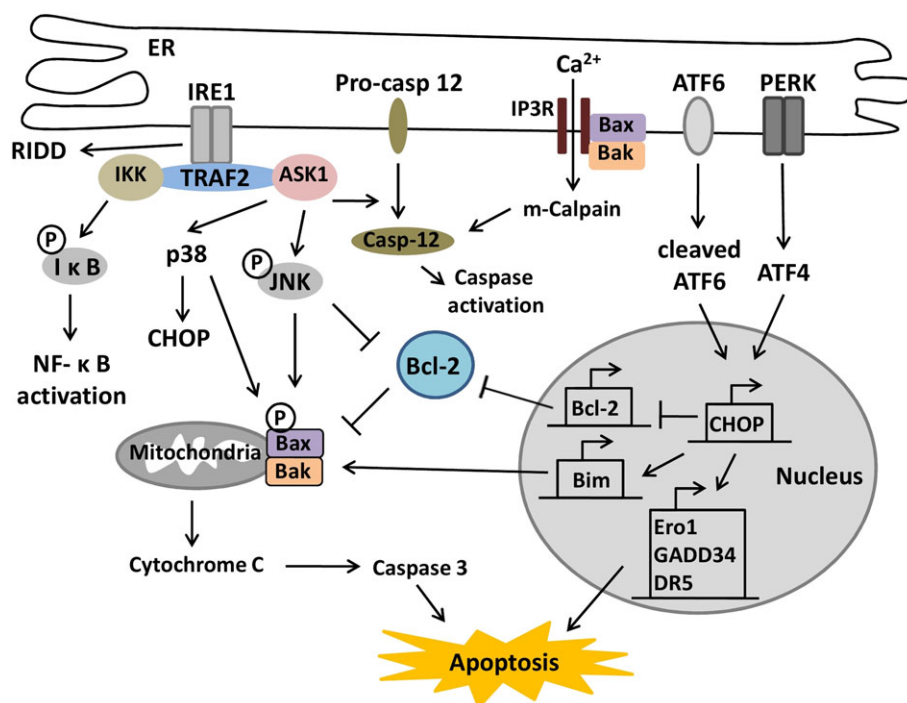 ER
Ca2+
Pro-casp 12
ATF6
PERK
IRE1
IP3R
Bax
Bak
RIDD
IKK
TRAF2
ASK1
m-Calpain
P
I κ B
p38
P
JNK
Casp-12
Caspase
activation
cleaved
ATF6
ATF4
CHOP
NF- κ B
activation
Bcl-2
Bcl-2
CHOP
P
Bax
Bak
Mitochondria
Bim
Nucleus
Ero1
GADD34
DR5
Cytochrome C
Caspase 3
Apoptosis